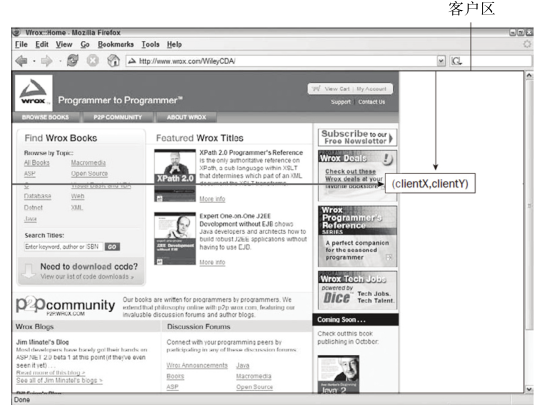 客户区
Wrox::Home - Mozilla Firefox
File Edit View Go Bookmarks Tools Help
http://www.wrox.com/WileyCDA/
wrox
Programmer to Programmer™
View Cart | My Account
Support | Contact Us
BROWSE BOOKS P2P COMMUNITY ABOUT WROX
Find Wrox Books
Browse by Topic:
All Books Macromedia
ASP Open Source
Database Web
Dotnet XML
Java
Search Titles:
Enter keyword, author or ISBN GO
Need to download code?
View our list of code downloads »
Featured Wrox Titles
XPath 2.0
XPath 2.0 Programmer's Reference
is the only authoritative reference on
XPath, a sub-language within XSLT
that determines which part of an XML
More info
Expert One-on-One J2EE
Development without EJB shows
Java developers and architects how to
build robust J2EE applications without
having to use EJB.
More info
Subscribe to our
Free Newsletter
Wrox Deals
Check out these
Wrox deals at your
favorite bookstore
(clientX,clientY)
Wrox
Programmer's
Reference
SERIES
A perfect companion
for the seasoned
programmer
Wrox Tech Jobs
powered by
Dice Tech Jobs.
Tech Talent.
Coming Soon...
Check out this book
publishing in October.
p2pcommunity
P2P.WROX.COM
Our books are written for programmers by programmers. We
extend that philosophy online with p2p.wrox.com, featuring our
invaluable discussion forums and author blogs.
Wrox Blogs
Jim Minatel's Blog
Most developers have barely got their hands on
ASP.NET 2.0 beta 1 at this point (if they've even
seen it yet) . . .
Read more of this blog »
See all of Jim Minatel's blogs »
Discussion Forums
Connect with your programming peers by
participating in any of these discussion forums:
Wrox Announcements Java
Books Macromedia
ASP Open Source
Java 2
Done